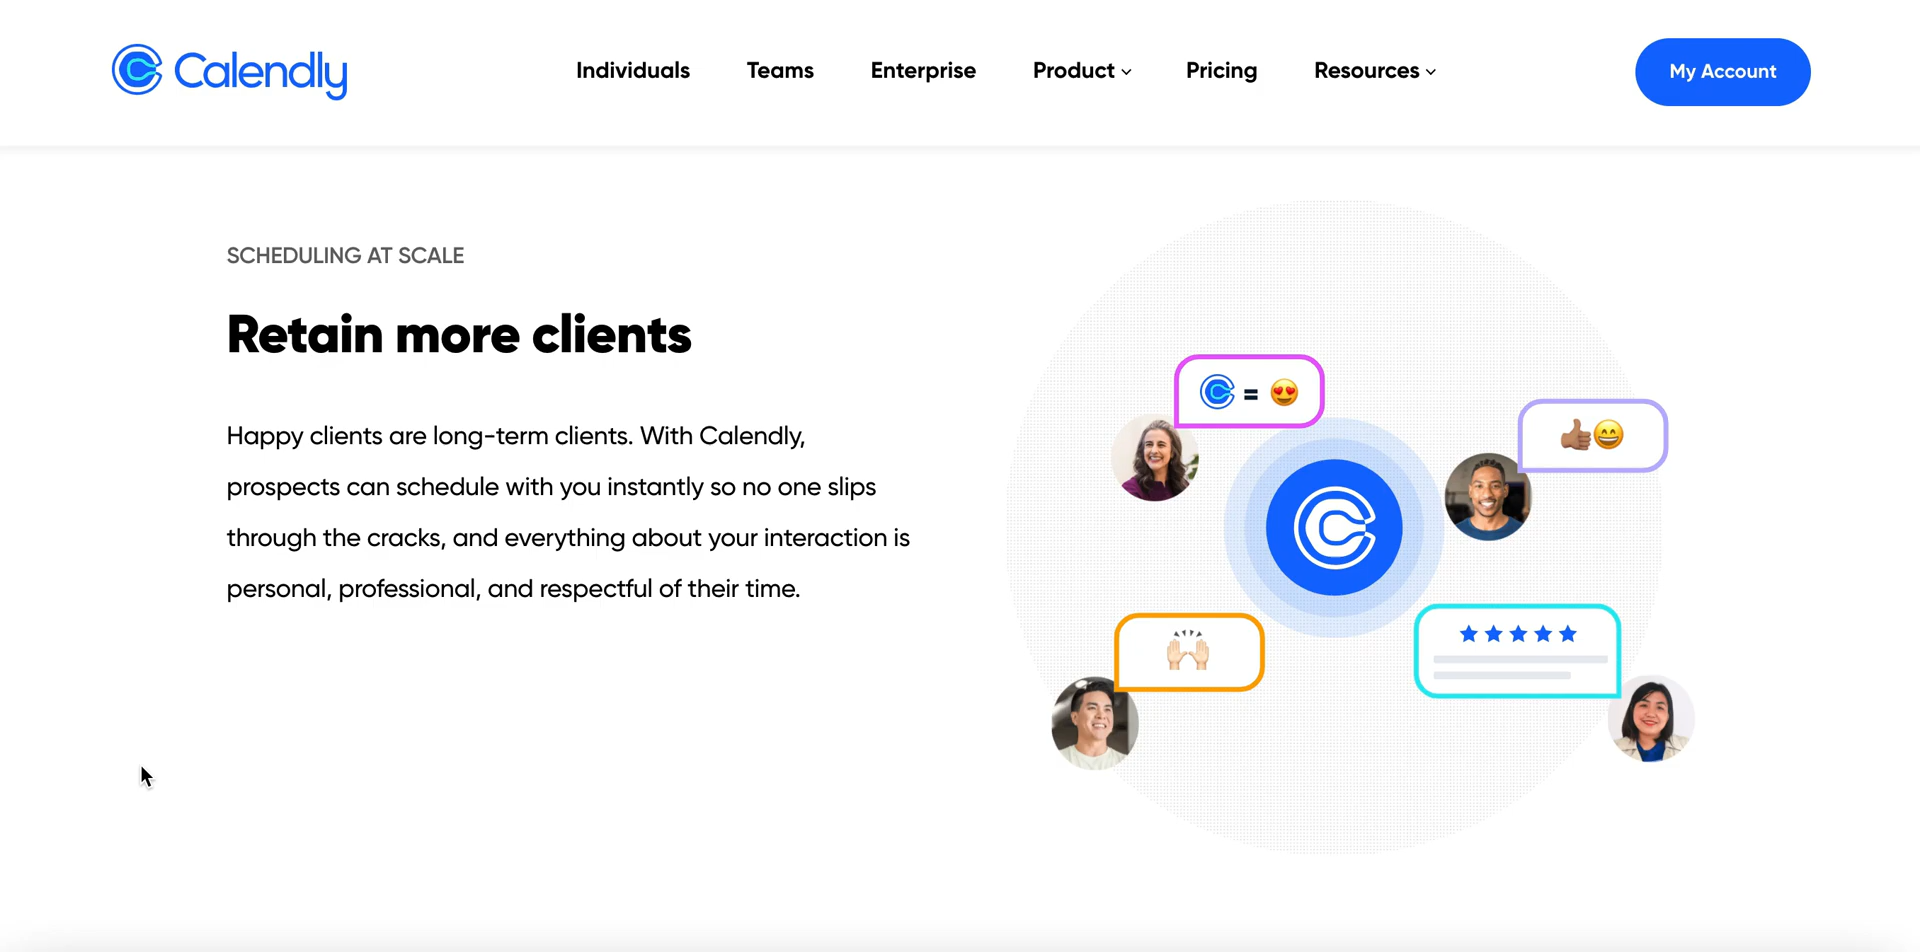 Calendly
Individuals
Teams
Enterprise
Product
Pricing
Resources
My Account
SCHEDULING AT SCALE
Retain more clients
Happy clients are long-term clients. With Calendly,
prospects can schedule with you instantly so no one slips
through the cracks, and everything about your interaction is
personal, professional, and respectful of their time.
=